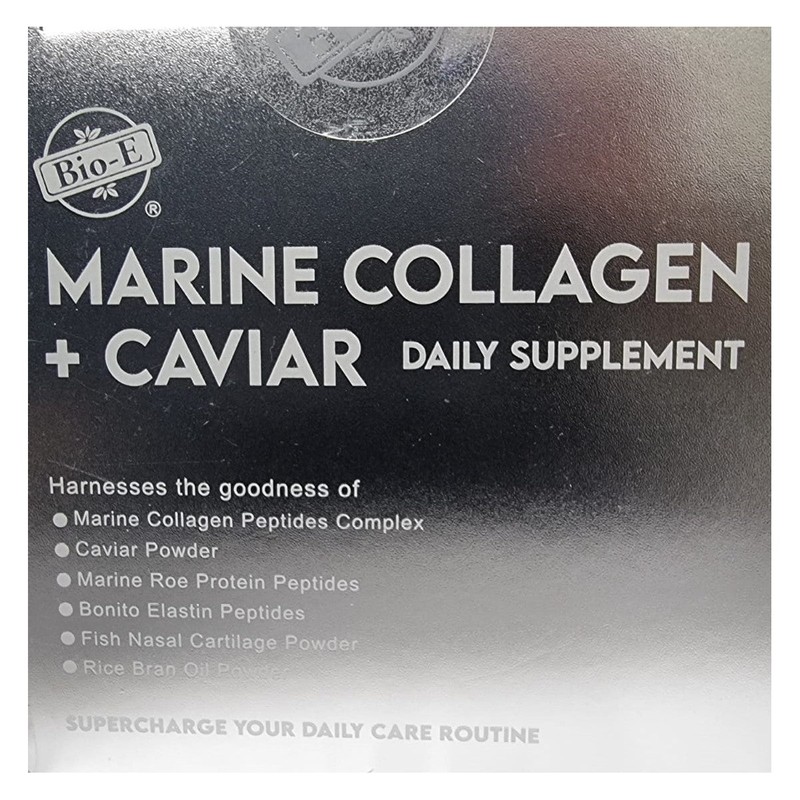 Bio-E
®
MARINE COLLAGEN
+ CAVIAR DAILY SUPPLEMENT
Harnesses the goodness of
● Marine Collagen Peptides Complex
● Caviar Powder
● Marine Roe Protein Peptides
● Bonito Elastin Peptides
● Fish Nasal Cartilage Powder
● Rice Bran Oil Powder
SUPERCHARGE YOUR DAILY CARE ROUTINE